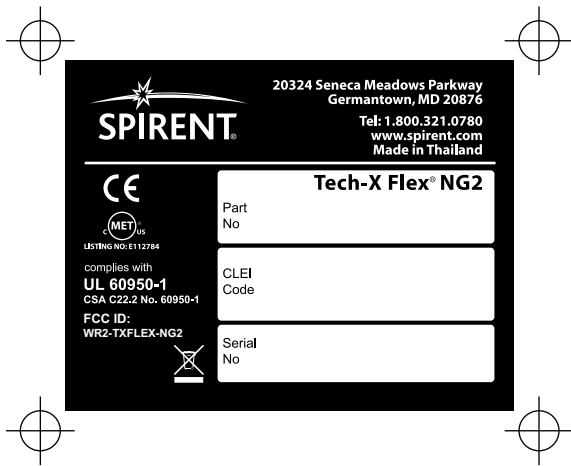 SPIRENT®
20324 Seneca Meadows Parkway
Germantown, MD 20876
Tel: 1.800.321.0780
www.spirent.com
Made in Thailand
CE
c MET® us
LISTING NO: E112784
complies with
UL 60950-1
CSA C22.2 No. 60950-1
FCC ID:
WR2-TXFLEX-NG2
Tech-X Flex® NG2
Part
No
CLEI
Code
Serial
No